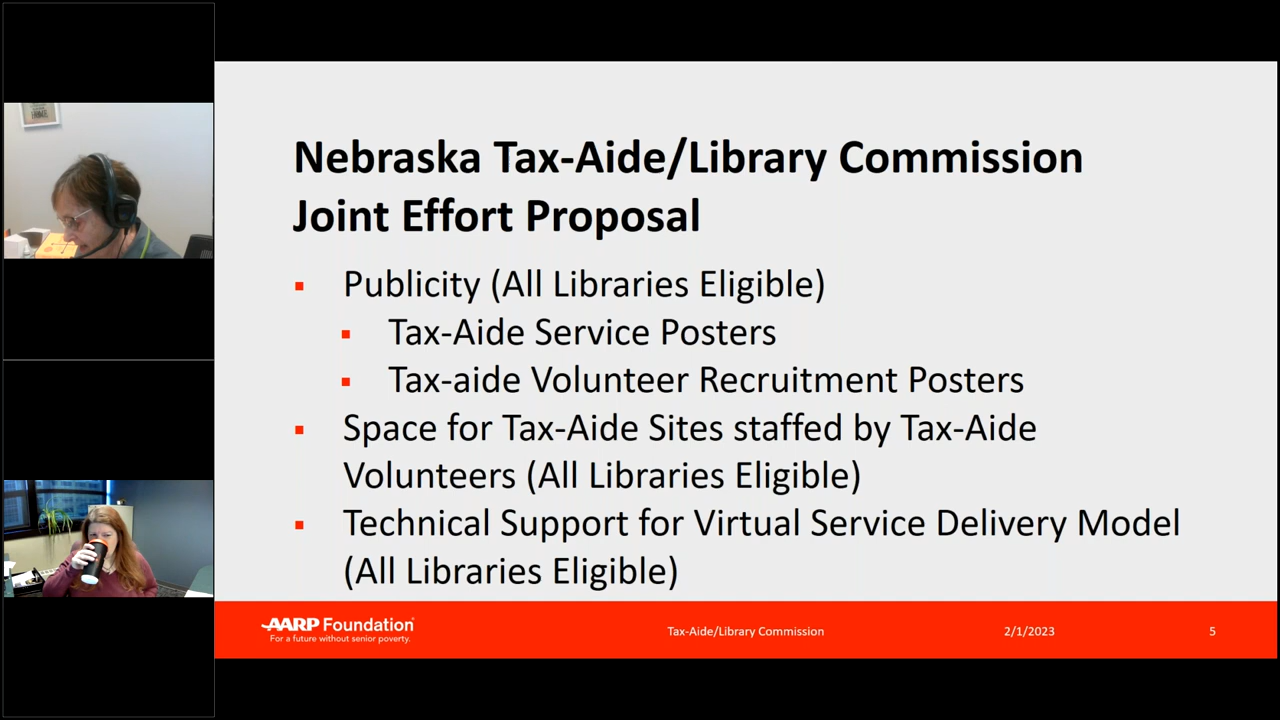 Nebraska Tax-Aide/Library Commission
Joint Effort Proposal
Publicity (All Libraries Eligible)
Tax-Aide Service Posters
Tax-aide Volunteer Recruitment Posters
Space for Tax-Aide Sites staffed by Tax-Aide
Volunteers (All Libraries Eligible)
Technical Support for Virtual Service Delivery Model
(All Libraries Eligible)
AARP Foundation
For a future without senior poverty.
Tax-Aide/Library Commission
2/1/2023
5